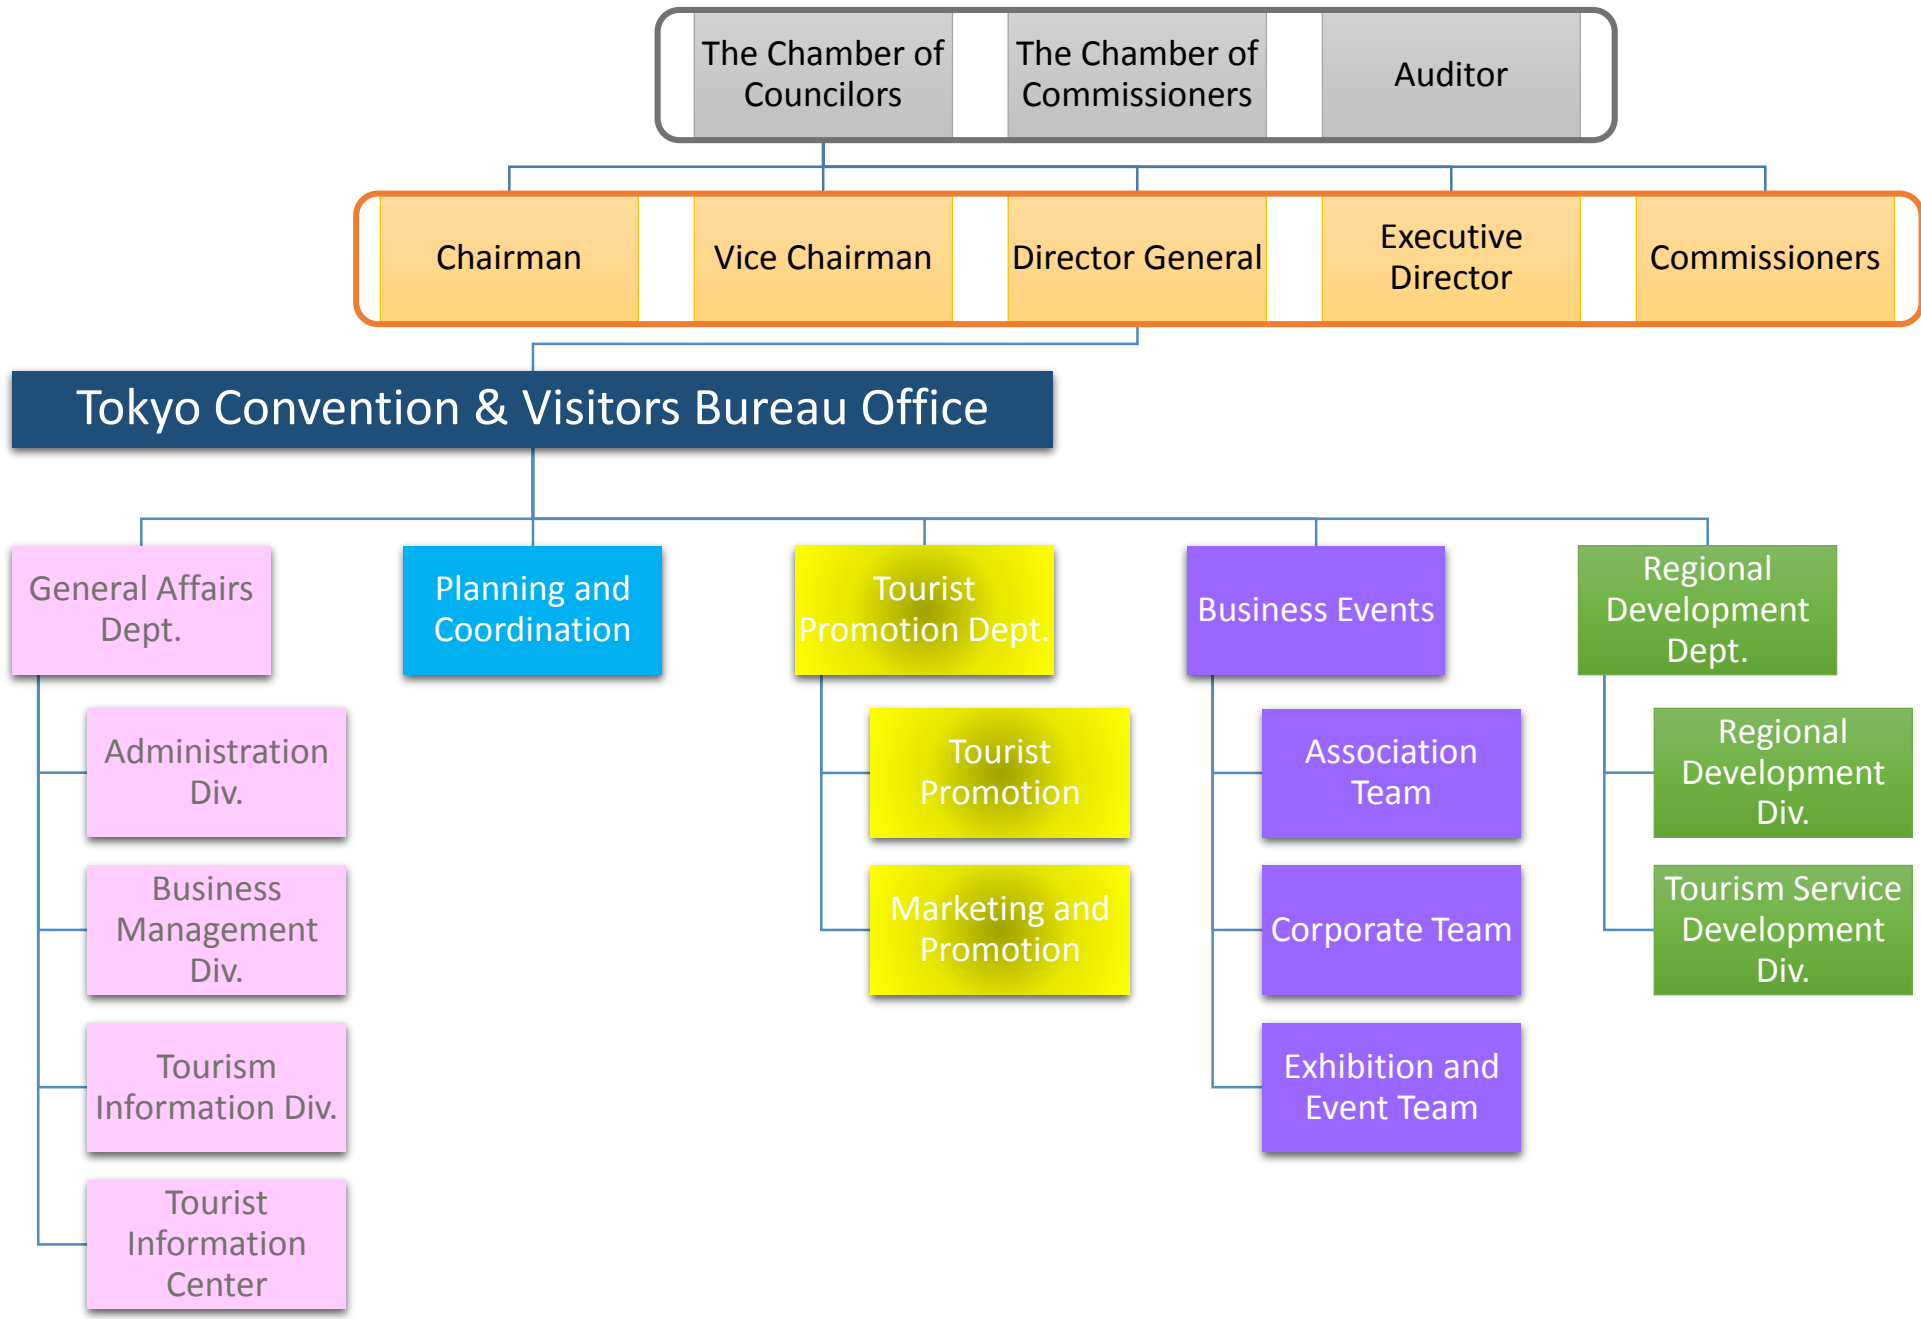 The Chamber of
Councilors
The Chamber of
Commissioners
Auditor
Chairman
Vice Chairman
Director General
Executive
Director
Commissioners
Tokyo Convention & Visitors Bureau Office
General Affairs
Dept.
Administration
Div.
Business
Management
Div.
Tourism
Information Div.
Tourist
Information
Center
Planning and
Coordination
Tourist
Promotion Dept.
Tourist
Promotion
Marketing and
Promotion
Business Events
Association
Team
Corporate Team
Exhibition and
Event Team
Regional
Development
Dept.
Regional
Development
Div.
Tourism Service
Development
Div.